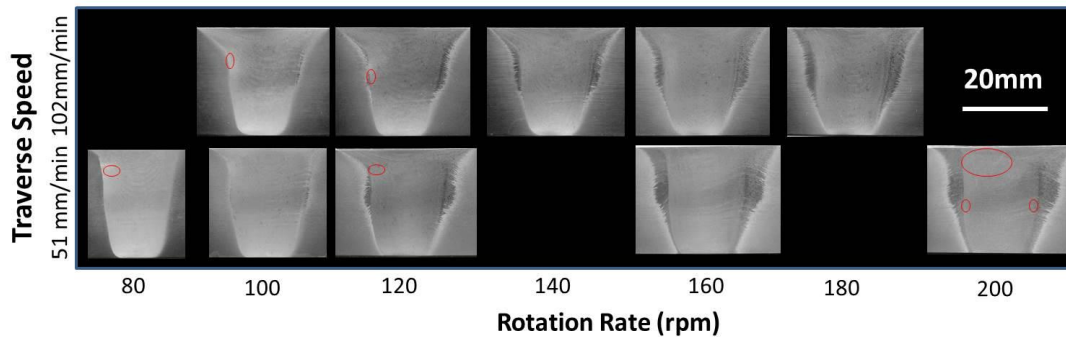 Traverse Speed
51 mm/min 102mm/min
20mm
80 100 120 140 160 180 200
Rotation Rate (rpm)